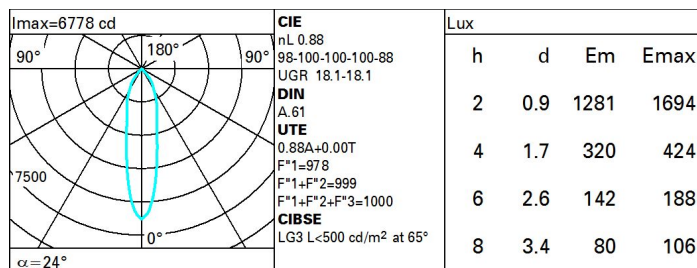 Imax=6778 cd
90° 180° 90°
7500
0°
α=24°
CIE
nL 0.88
98-100-100-100-88
UGR 18.1-18.1
DIN
A.61
UTE
0.88A+0.00T
F"1=978
F"1+F"2=999
F"1+F"2+F"3=1000
CIBSE
LG3 L<500 cd/m² at 65°
Lux
h d Em Emax
2 0.9 1281 1694
4 1.7 320 424
6 2.6 142 188
8 3.4 80 106